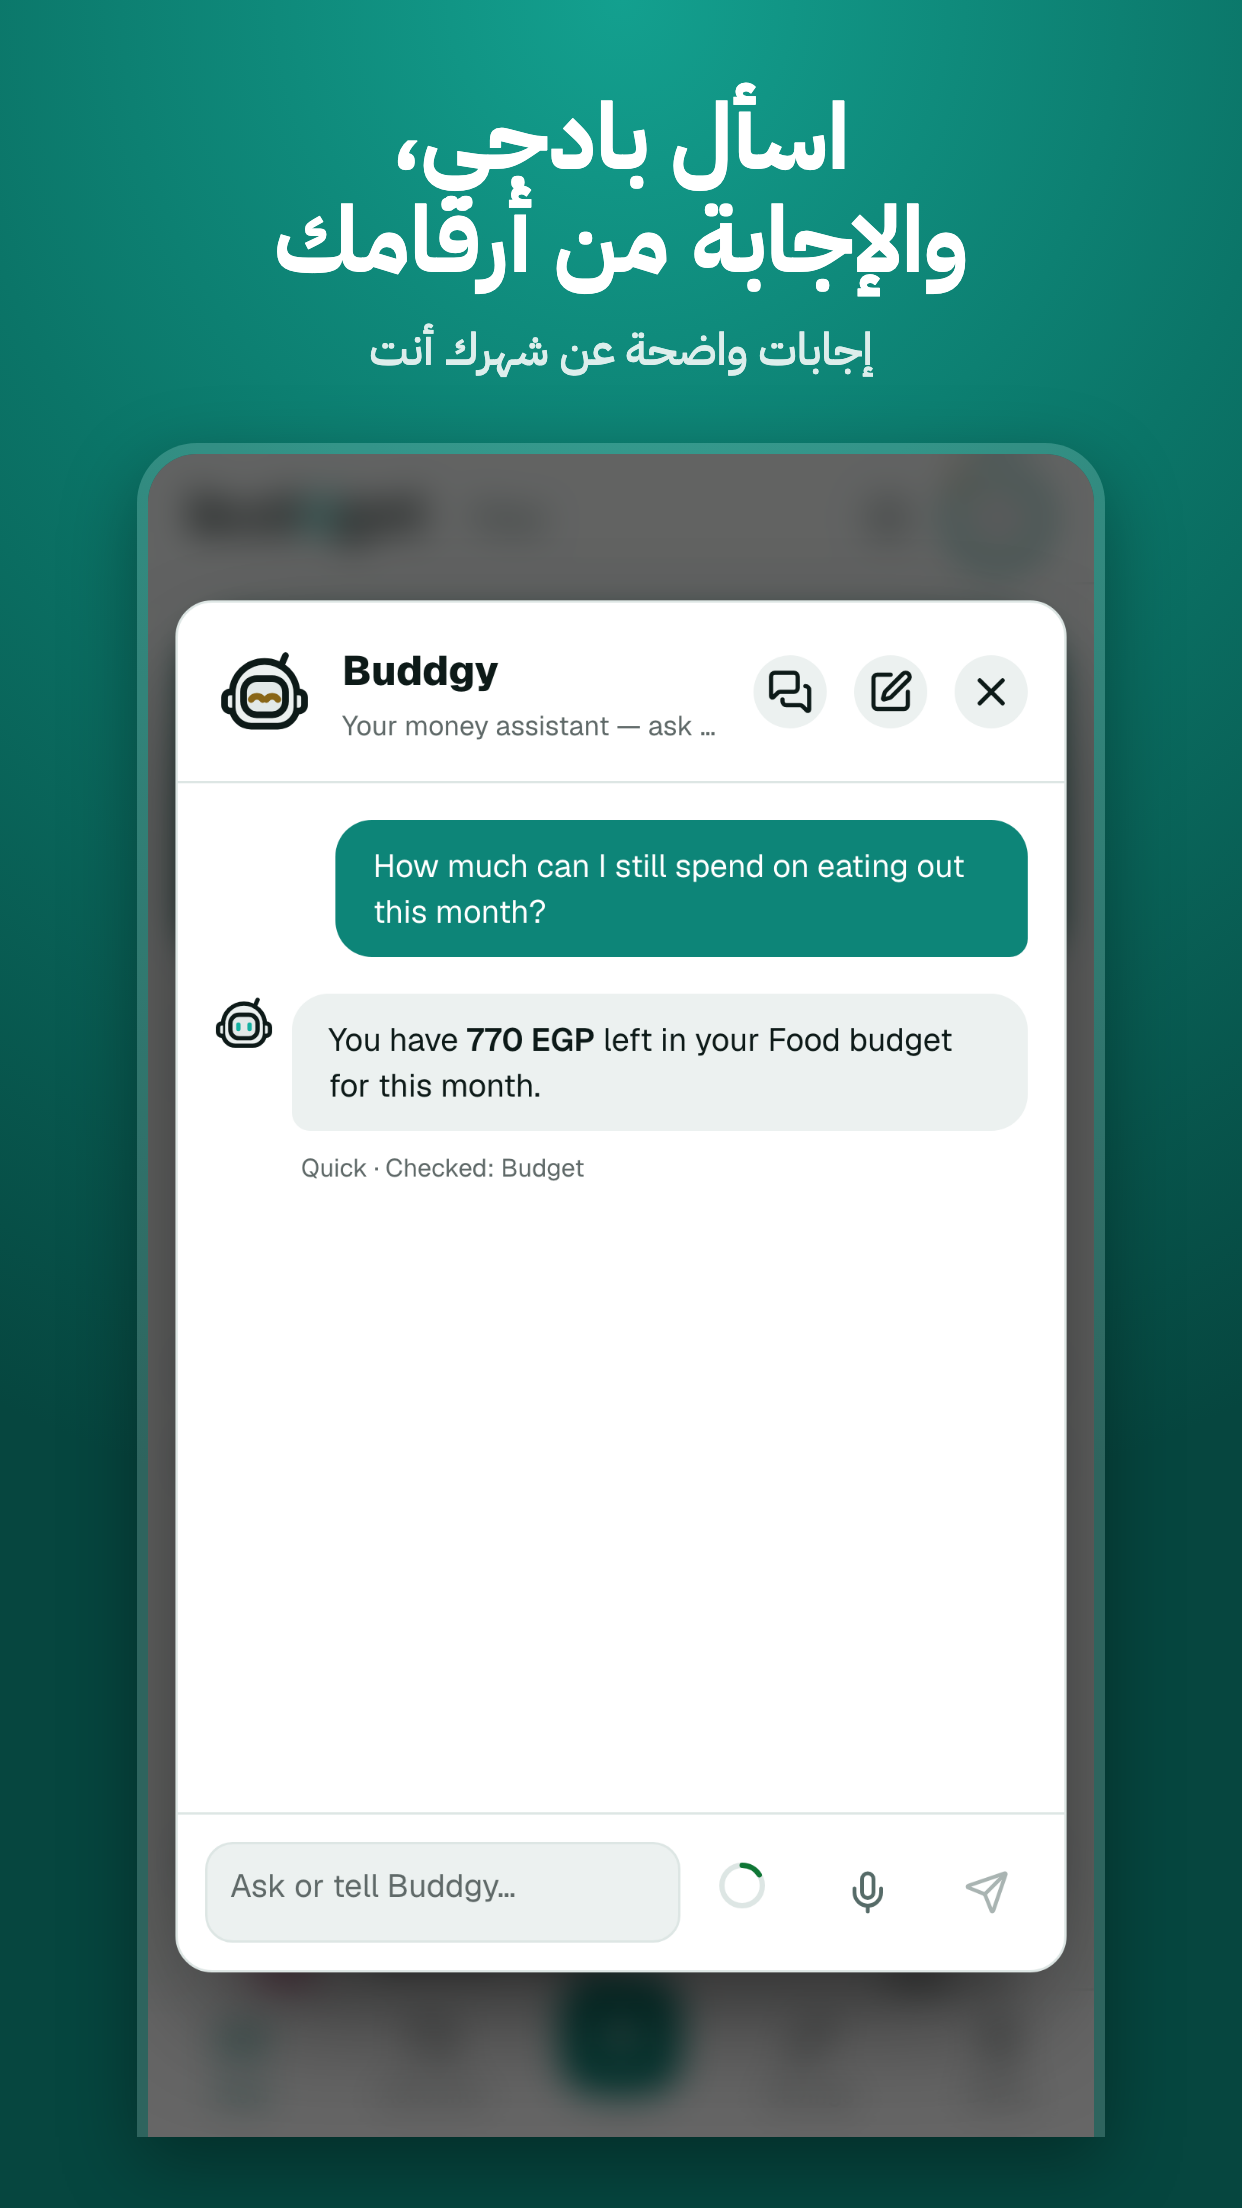 اسأل بادجي،
والإجابة من أرقامك
إجابات واضحة عن شهرك أنت
Buddgy
Your money assistant — ask ...
How much can I still spend on eating out
this month?
You have 770 EGP left in your Food budget
for this month.
Quick · Checked: Budget
Ask or tell Buddgy...